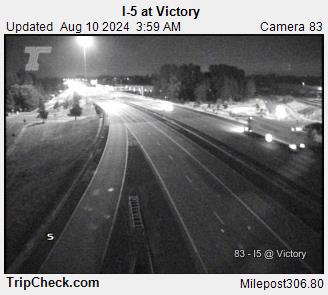 I-5 at Victory
Updated Aug 10 2024 3:59 AM Camera 83
T
S
83 - I5 @ Victory
TripCheck.com Milepost306.80